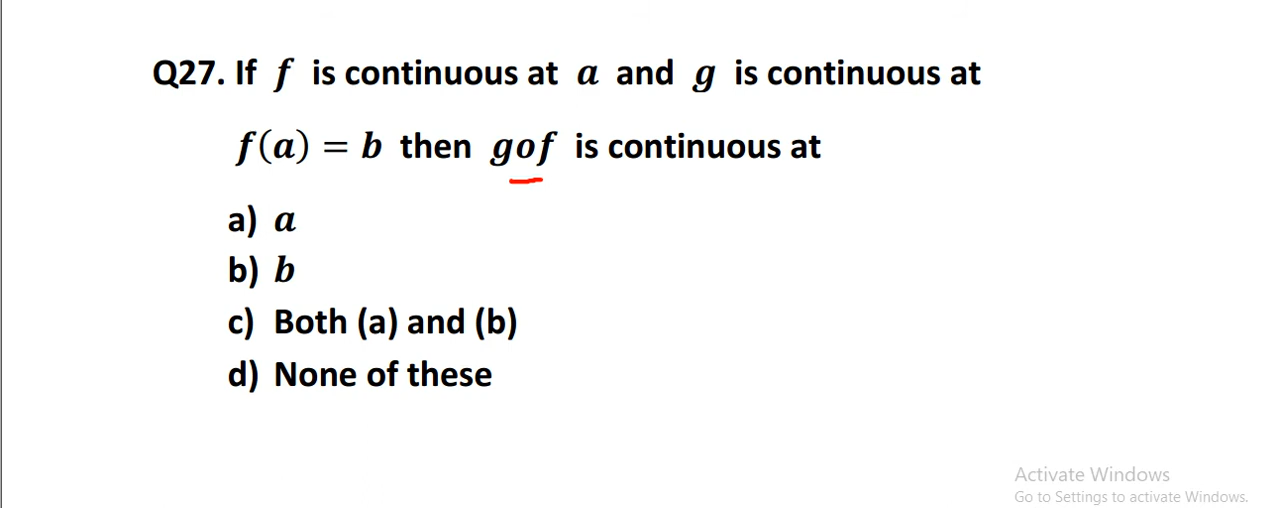 Q27. If f is continuous at a and g is continuous at
f(a) = b then gof is continuous at
a) a
b) b
c) Both (a) and (b)
d) None of these
Activate Windows
Go to Settings to activate Windows.